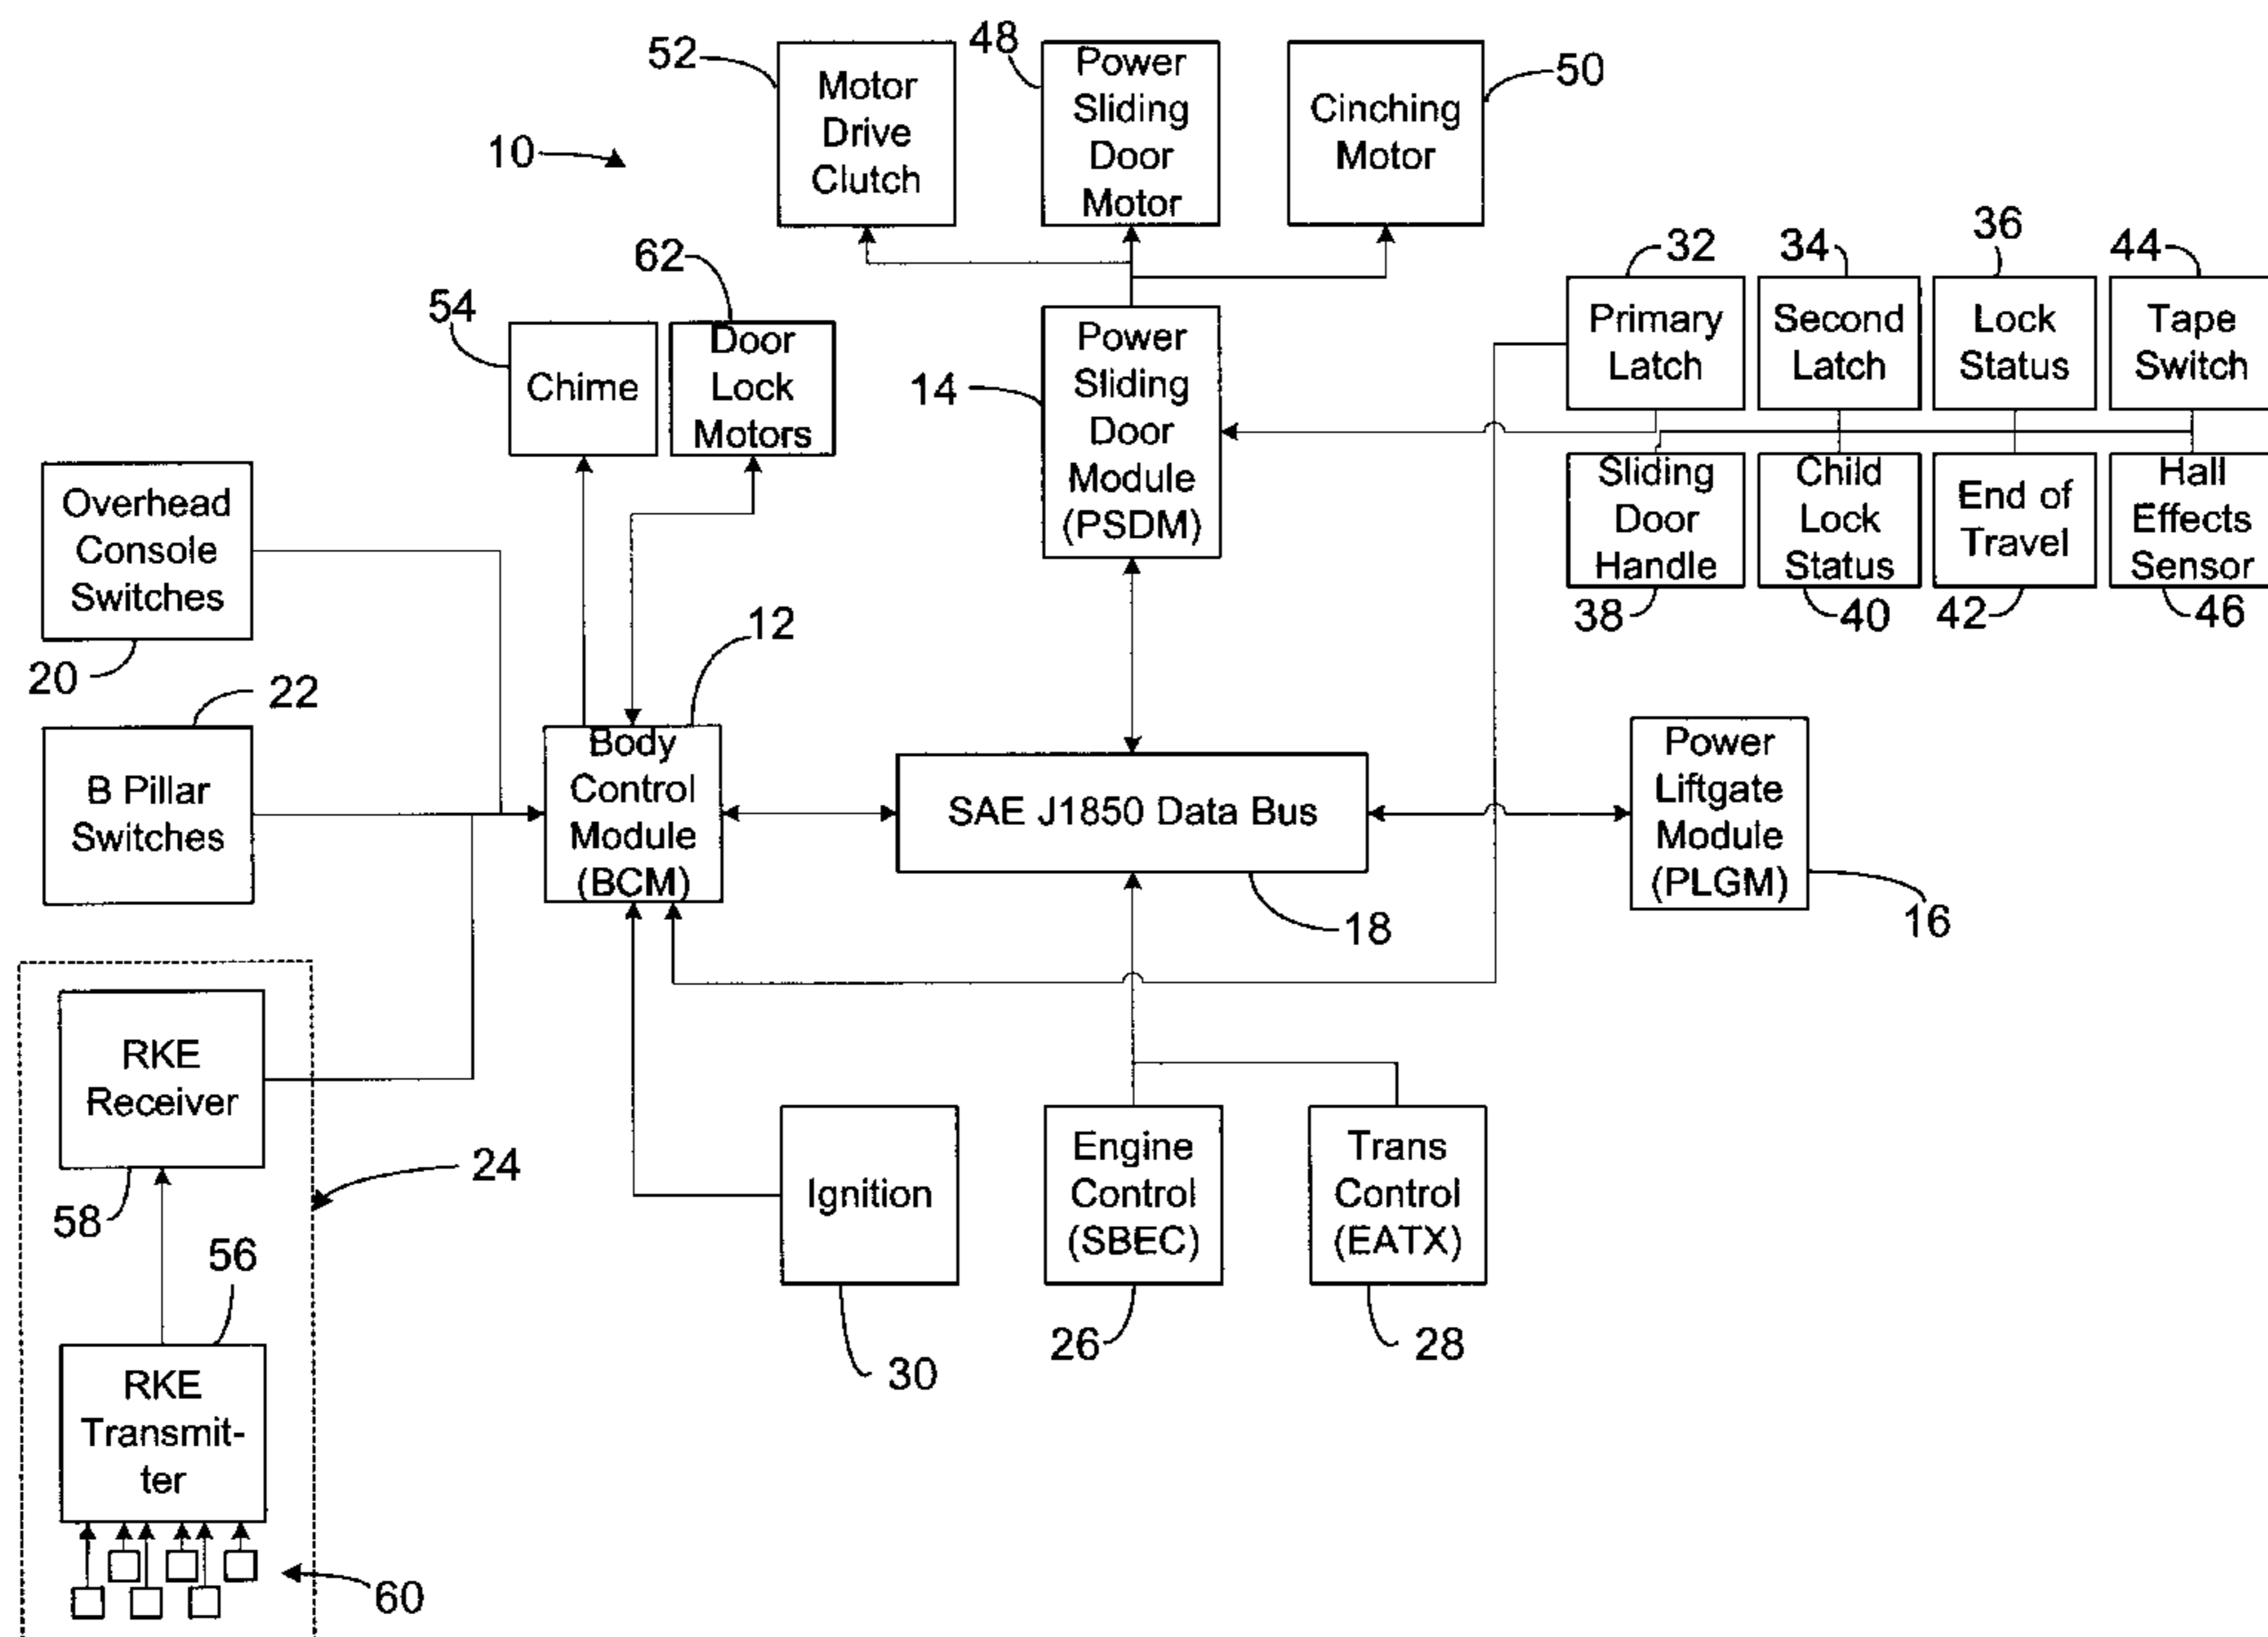 52
Motor
Drive
Clutch
48
Power
Sliding
Door
Motor
50
Cinching
Motor
10
62
Door
Lock
Motors
54
Chime
14
Power
Sliding
Door
Module
(PSDM)
32
Primary
Latch
34
Second
Latch
36
Lock
Status
44
Tape
Switch
Sliding
Door
Handle
38
Child
Lock
Status
40
End of
Travel
42
Hall
Effects
Sensor
46
Overhead
Console
Switches
20
22
B Pillar
Switches
12
Body
Control
Module
(BCM)
SAE J1850 Data Bus
18
Power
Liftgate
Module
(PLGM)
16
RKE
Receiver
58
24
56
RKE
Transmit-
ter
60
Ignition
30
Engine
Control
(SBEC)
26
Trans
Control
(EATX)
28